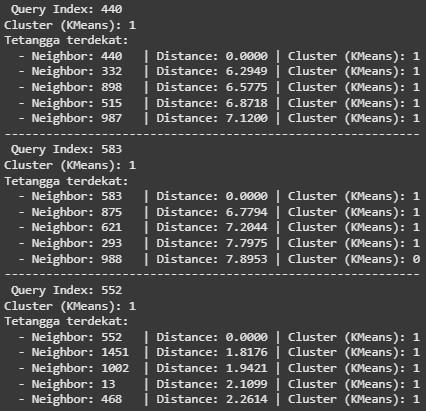 Query Index: 440
Cluster (KMeans): 1
Tetangga terdekat:
- Neighbor: 440 | Distance: 0.0000 | Cluster (KMeans): 1
- Neighbor: 332 | Distance: 6.2949 | Cluster (KMeans): 1
- Neighbor: 898 | Distance: 6.5775 | Cluster (KMeans): 1
- Neighbor: 515 | Distance: 6.8718 | Cluster (KMeans): 1
- Neighbor: 987 | Distance: 7.1200 | Cluster (KMeans): 1
------------------------------------------------------------
Query Index: 583
Cluster (KMeans): 1
Tetangga terdekat:
- Neighbor: 583 | Distance: 0.0000 | Cluster (KMeans): 1
- Neighbor: 875 | Distance: 6.7794 | Cluster (KMeans): 1
- Neighbor: 621 | Distance: 7.2044 | Cluster (KMeans): 1
- Neighbor: 293 | Distance: 7.7975 | Cluster (KMeans): 1
- Neighbor: 988 | Distance: 7.8953 | Cluster (KMeans): 0
------------------------------------------------------------
Query Index: 552
Cluster (KMeans): 1
Tetangga terdekat:
- Neighbor: 552 | Distance: 0.0000 | Cluster (KMeans): 1
- Neighbor: 1451 | Distance: 1.8176 | Cluster (KMeans): 1
- Neighbor: 1002 | Distance: 1.9421 | Cluster (KMeans): 1
- Neighbor: 13 | Distance: 2.1099 | Cluster (KMeans): 1
- Neighbor: 468 | Distance: 2.2614 | Cluster (KMeans): 1